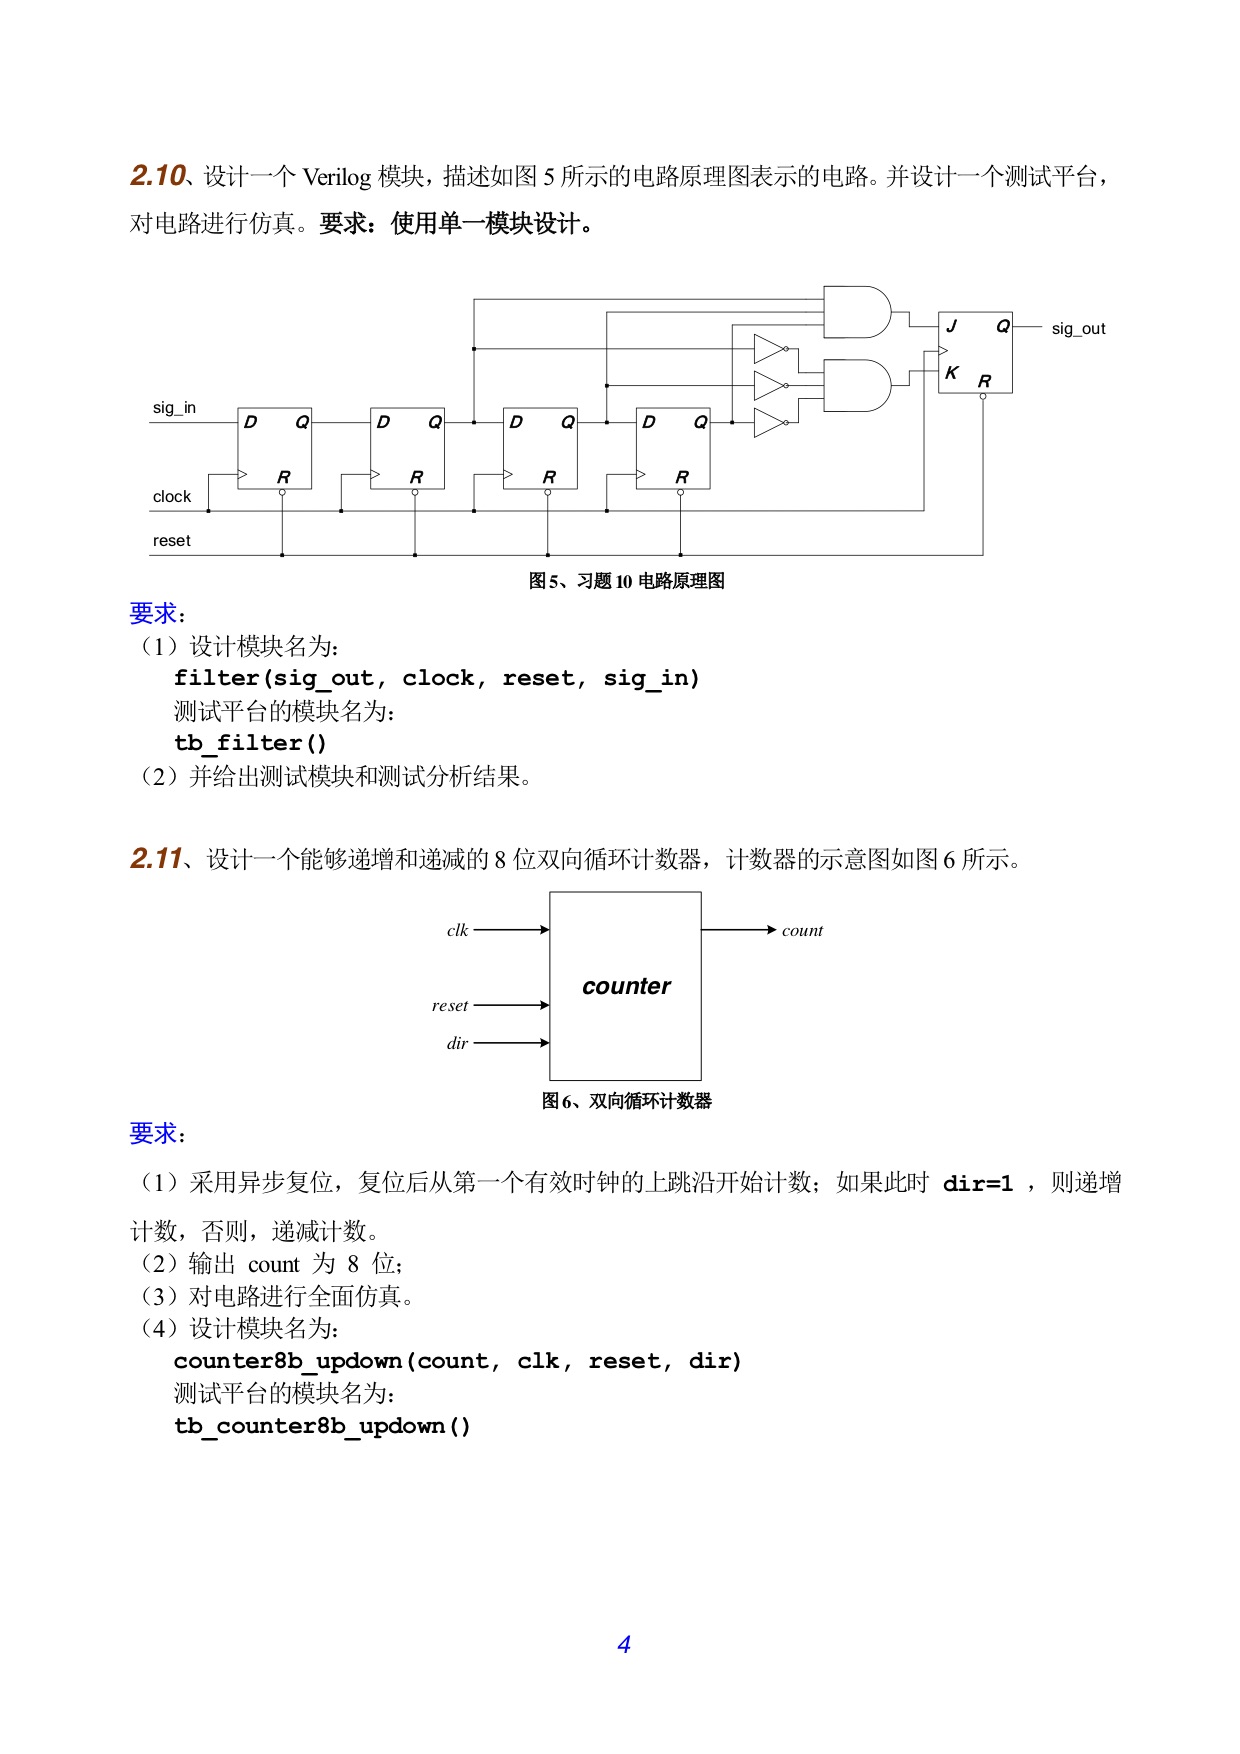 2.10、设计一个 Verilog 模块，描述如图 5 所示的电路原理图表示的电路。并设计一个测试平台，
对电路进行仿真。要求：使用单一模块设计。
sig_in
clock
reset
D Q R
D Q R
D Q R
D Q R
J Q
K R
sig_out
图 5、习题 10 电路原理图
要求：
（1）设计模块名为：
filter(sig_out, clock, reset, sig_in)
测试平台的模块名为：
tb_filter()
（2）并给出测试模块和测试分析结果。
2.11、设计一个能够递增和递减的 8 位双向循环计数器，计数器的示意图如图 6 所示。
clk
reset
dir
counter
count
图 6、双向循环计数器
要求：
（1）采用异步复位，复位后从第一个有效时钟的上跳沿开始计数；如果此时 dir=1 ，则递增
计数，否则，递减计数。
（2）输出 count 为 8 位；
（3）对电路进行全面仿真。
（4）设计模块名为：
counter8b_updown(count, clk, reset, dir)
测试平台的模块名为：
tb_counter8b_updown()
4